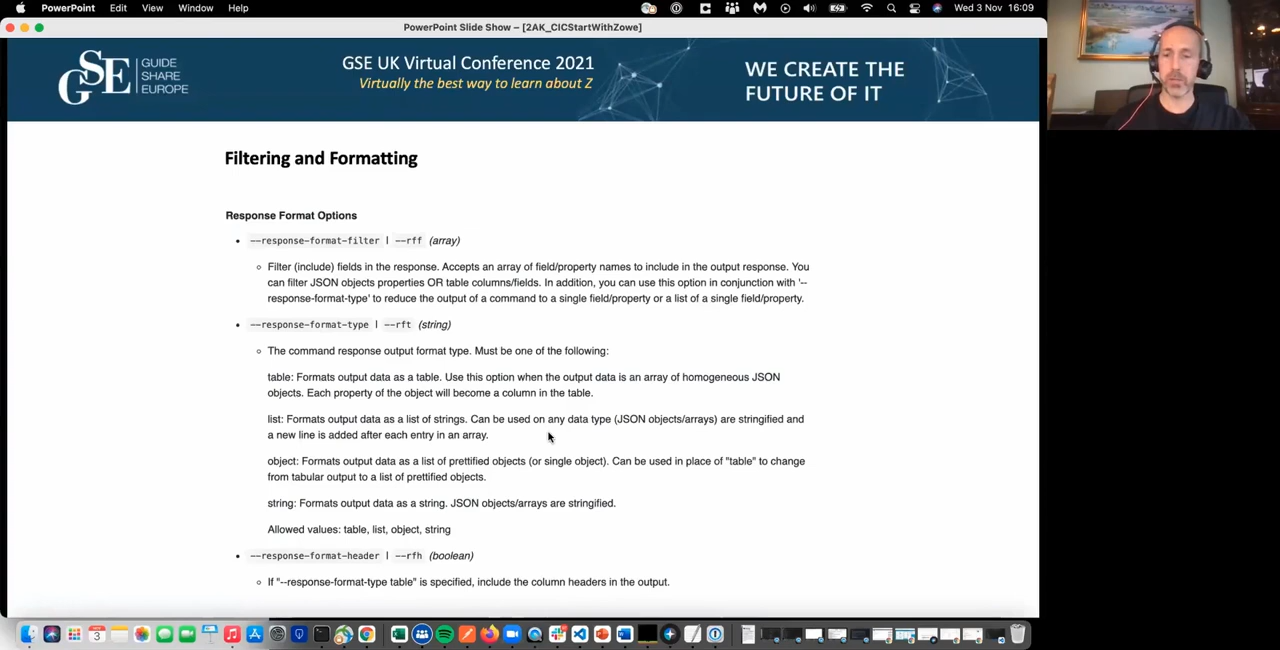 PowerPoint Edit View Window Help Wed 3 Nov 16:09
PowerPoint Slide Show – [2AK_CICStartWithZowe]
GSE GUIDE SHARE EUROPE
GSE UK Virtual Conference 2021
Virtually the best way to learn about Z
WE CREATE THE
FUTURE OF IT
Filtering and Formatting
Response Format Options
• --response-format-filter | --rff (array)
Filter (include) fields in the response. Accepts an array of field/property names to include in the output response. You
can filter JSON objects properties OR table columns/fields. In addition, you can use this option in conjunction with '--
response-format-type' to reduce the output of a command to a single field/property or a list of a single field/property.
• --response-format-type | --rft (string)
The command response output format type. Must be one of the following:
table: Formats output data as a table. Use this option when the output data is an array of homogeneous JSON
objects. Each property of the object will become a column in the table.
list: Formats output data as a list of strings. Can be used on any data type (JSON objects/arrays) are stringified and
a new line is added after each entry in an array.
object: Formats output data as a list of prettified objects (or single object). Can be used in place of "table" to change
from tabular output to a list of prettified objects.
string: Formats output data as a string. JSON objects/arrays are stringified.
Allowed values: table, list, object, string
• --response-format-header | --rfh (boolean)
If "--response-format-type table" is specified, include the column headers in the output.
3